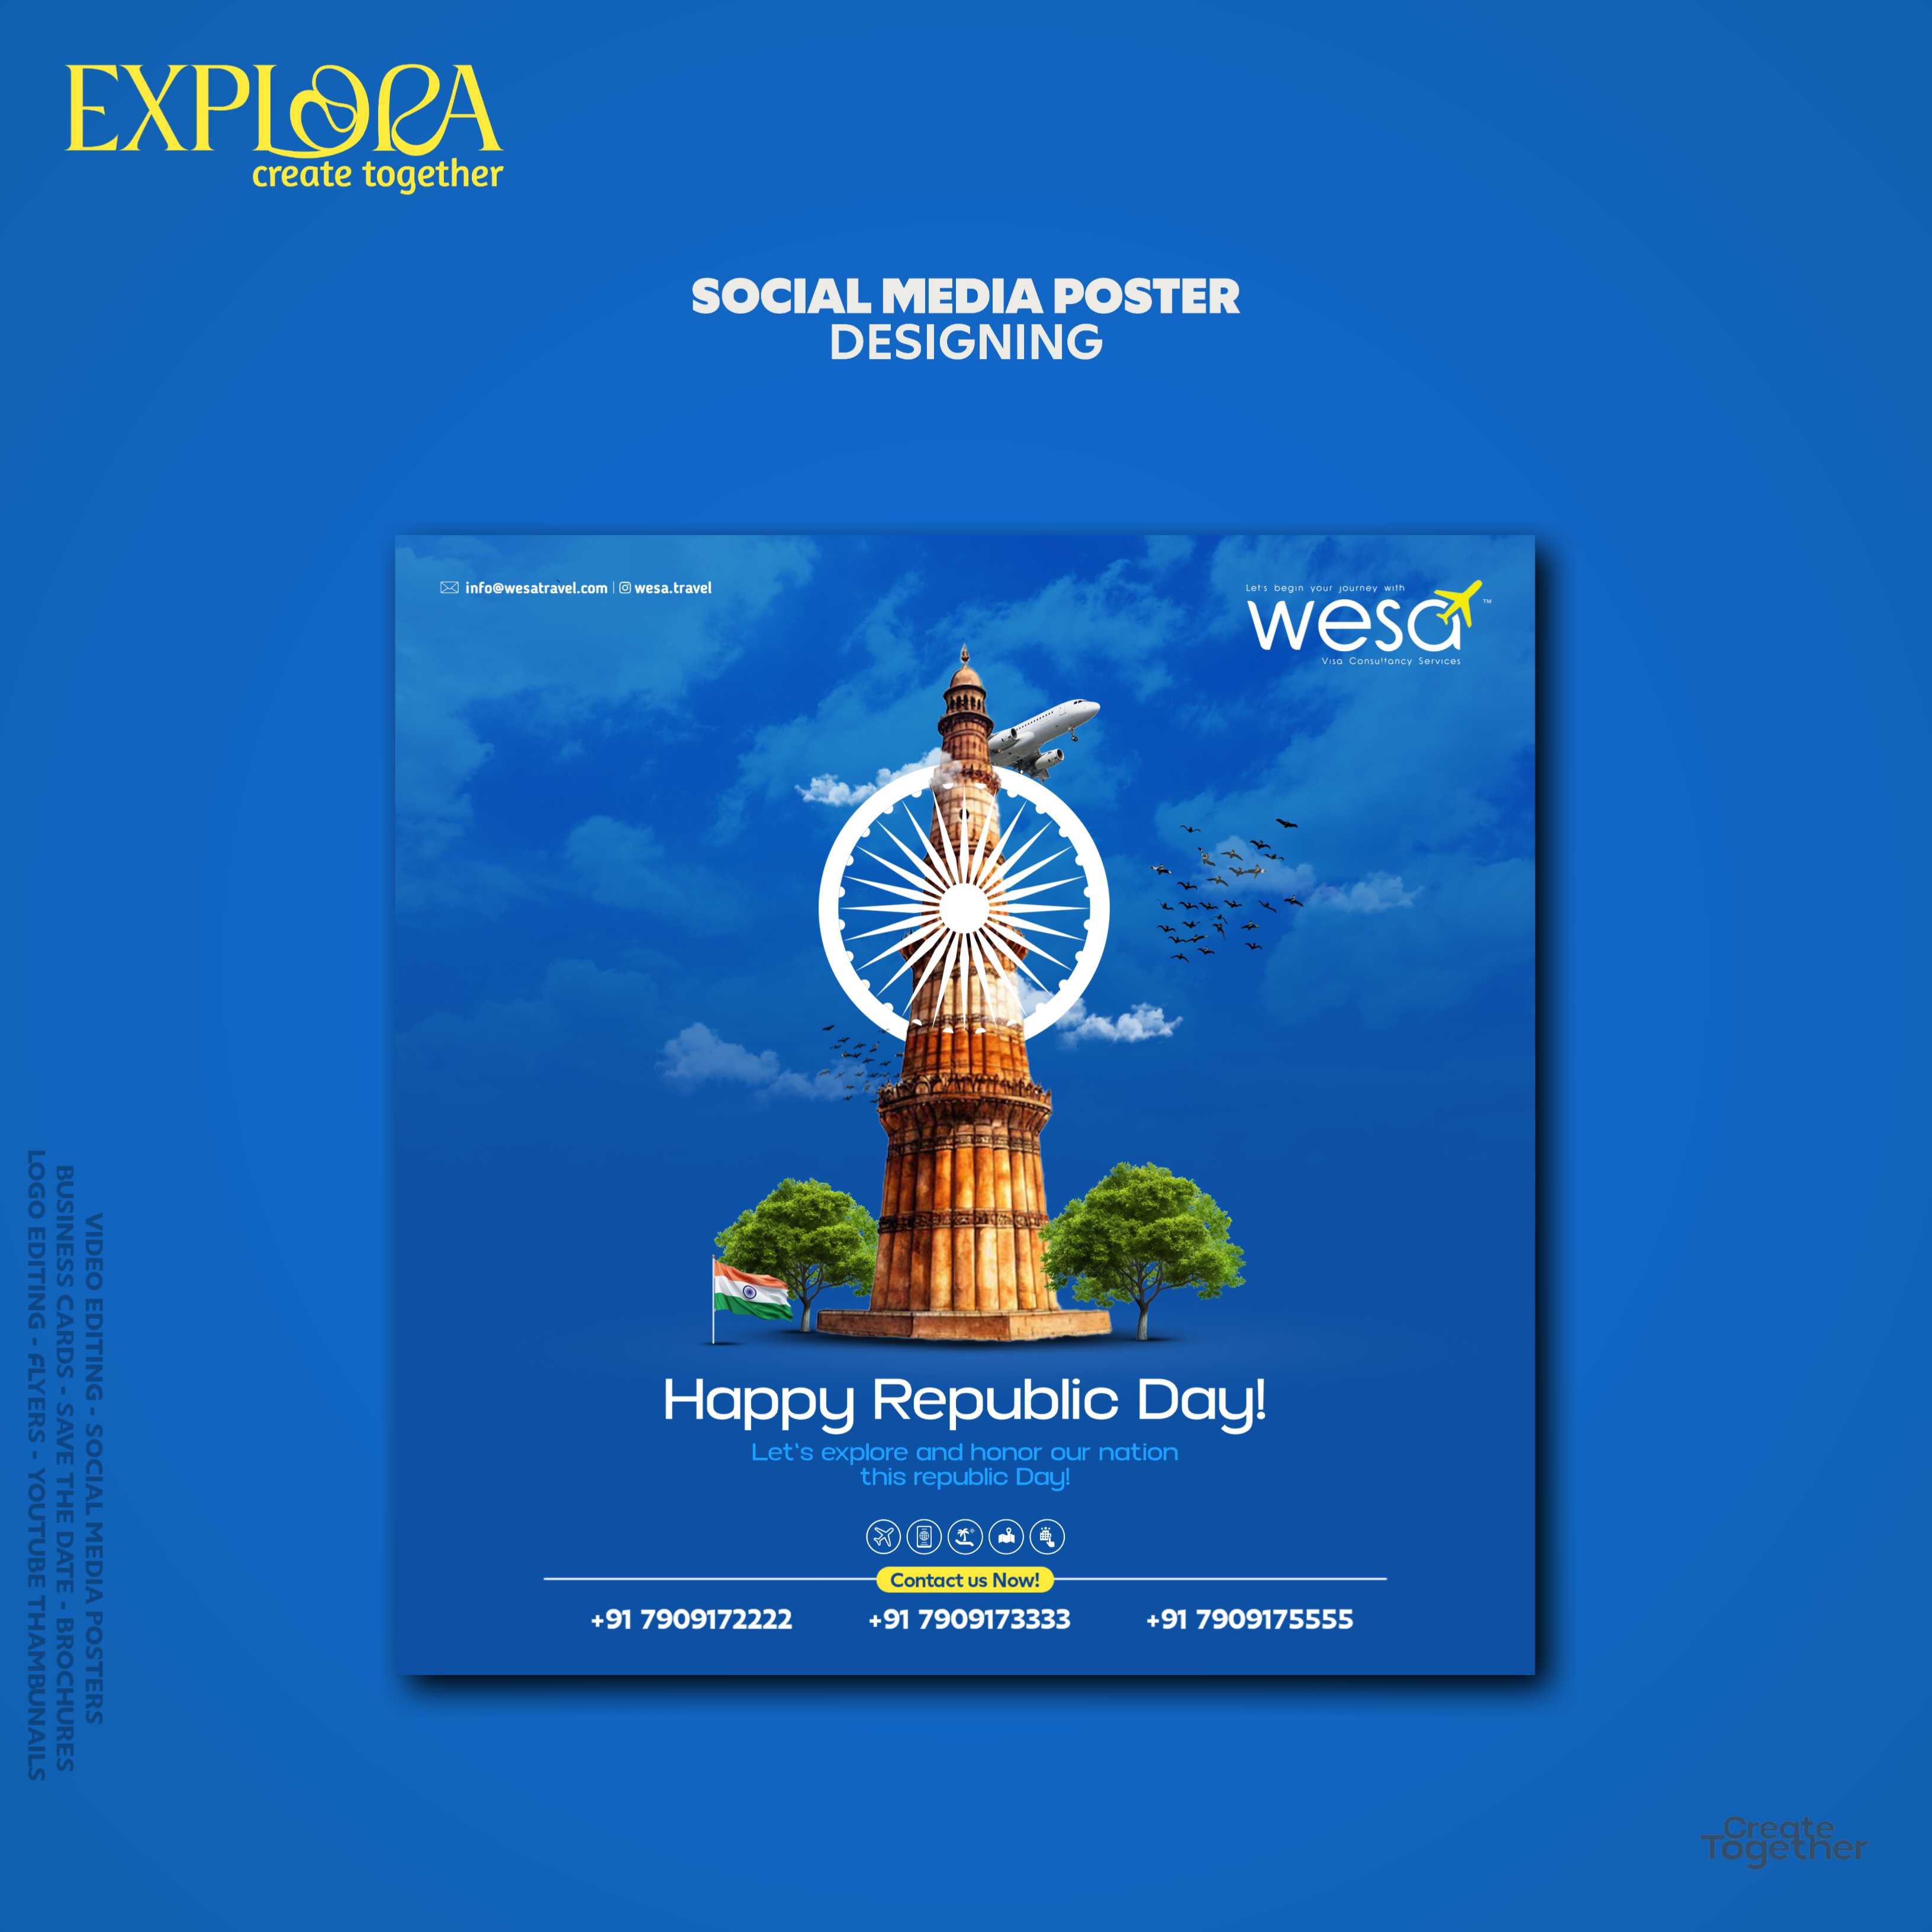 EXPLORA
create together
SOCIAL MEDIA POSTER
DESIGNING
info@wesatravel.com | wesa.travel
Let's begin your journey with
wesa™
Visa Consultancy Services
Happy Republic Day!
Let's explore and honor our nation
this republic Day!
Contact us Now!
+91 7909172222
+91 7909173333
+91 7909175555
VIDEO EDITING - SOCIAL MEDIA POSTERS
BUSINESS CARDS - SAVE THE DATE - BROCHURES
LOGO EDITING - FLYERS - YOUTUBE THAMBUNAILS
Create
Together